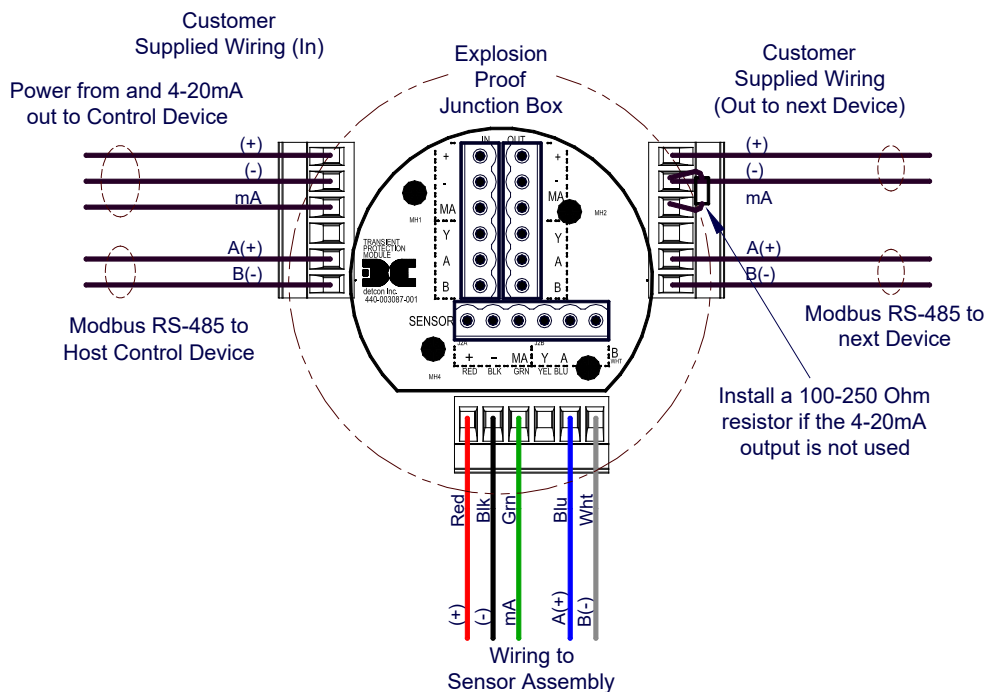 Customer
Supplied Wiring (In)
Power from and 4-20mA
out to Control Device
(+)
(-)
mA
A(+)
B(-)
Modbus RS-485 to
Host Control Device
Explosion
Proof
Junction Box
IN OUT
+ +
- -
MA MA
Y Y
A A
B B
MH1
MH2
TRANSIENT
PROTECTION
MODULE
detcon Inc.
440-003087-001
SENSOR
J2A J2B
+ − MA Y A B
RED BLK GRN YEL BLU WHT
MH4
Customer
Supplied Wiring
(Out to next Device)
(+)
(-)
mA
A(+)
B(-)
Modbus RS-485 to
next Device
Install a 100-250 Ohm
resistor if the 4-20mA
output is not used
Red Blk Grn Blu Wht
(+) (-) mA A(+) B(-)
Wiring to
Sensor Assembly